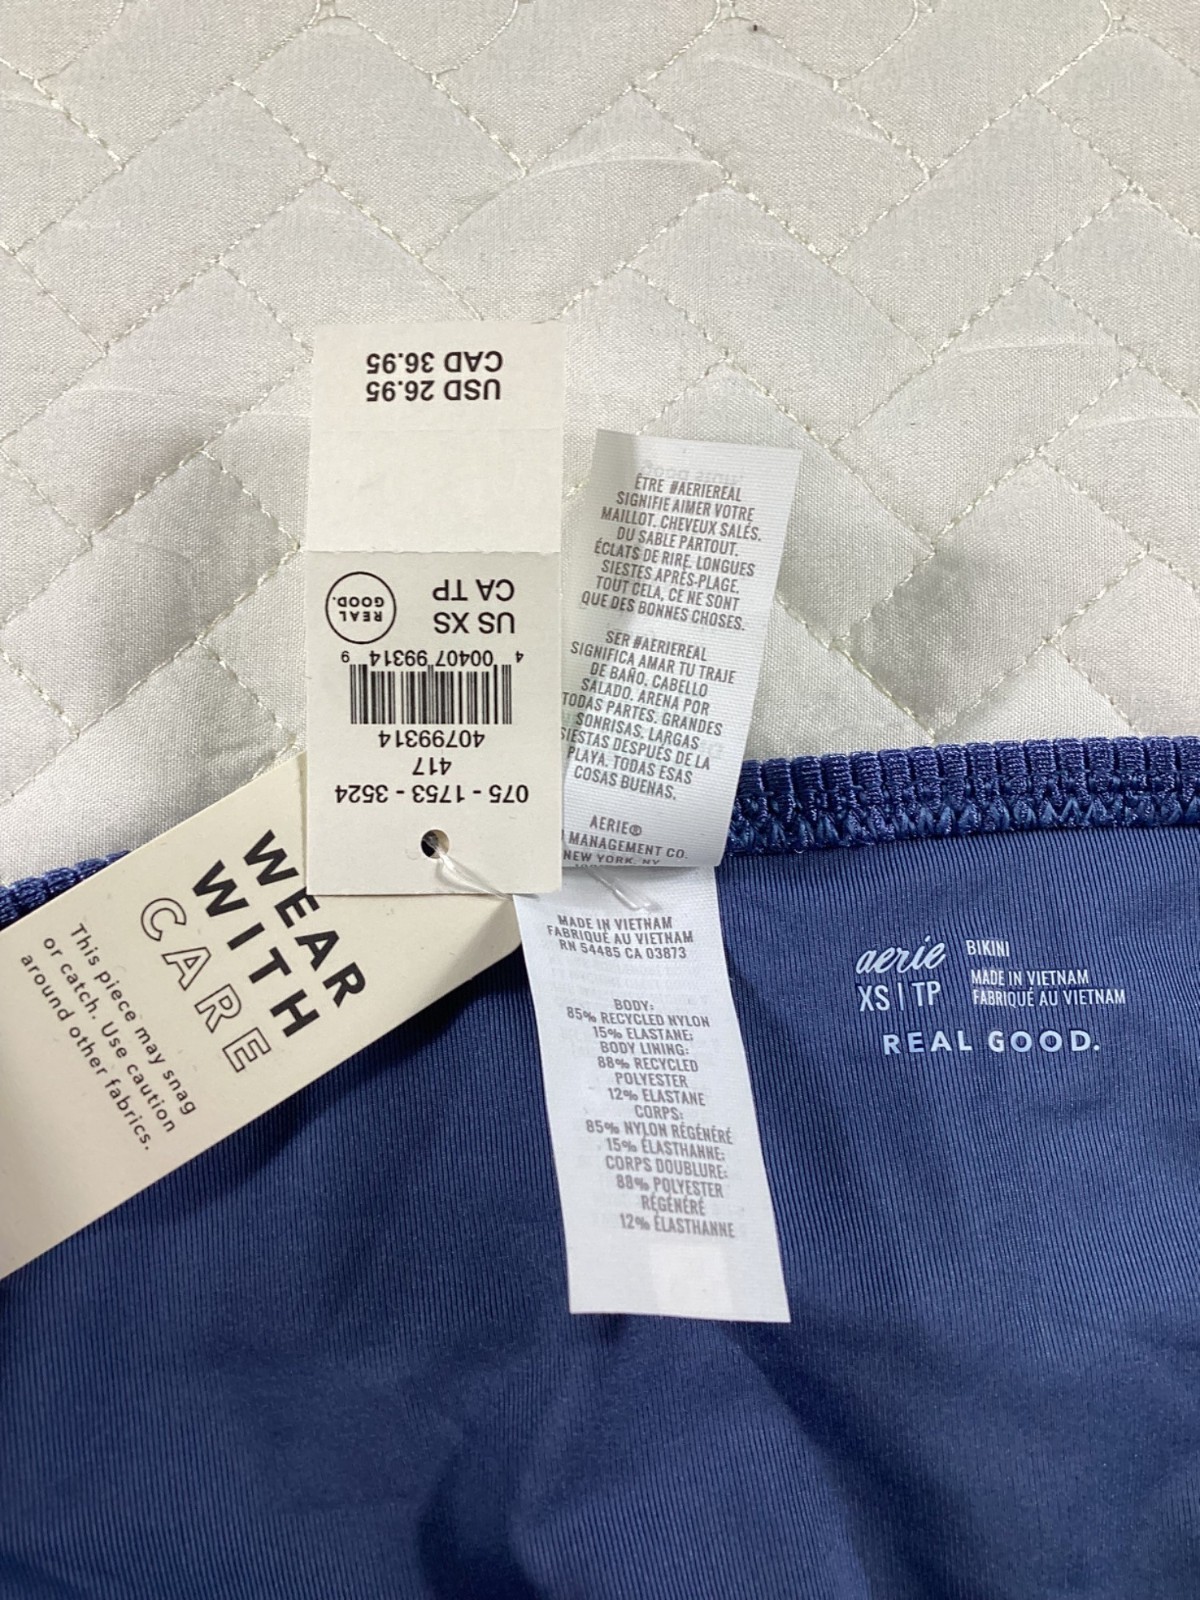 USD 26.95
CAD 36.95
US XS
CA TP
REAL
GOOD.
4 00407 99314 9
40799314
417
075 - 1753 - 3524
WEAR
WITH
CARE
This piece may snag
or catch. Use caution
around other fabrics.
ÊTRE #AERIEREAL
SIGNIFIE AIMER VOTRE
MAILLOT. CHEVEUX SALÉS.
DU SABLE PARTOUT.
ÉCLATS DE RIRE. LONGUES
SIESTES APRÈS-PLAGE.
TOUT CELA, CE NE SONT
QUE DES BONNES CHOSES.
SER #AERIEREAL
SIGNIFICA AMAR TU TRAJE
DE BAÑO. CABELLO
SALADO. ARENA POR
TODAS PARTES. GRANDES
SONRISAS. LARGAS
SIESTAS DESPUÉS DE LA
PLAYA. TODAS ESAS
COSAS BUENAS.
AERIE®
MANAGEMENT CO.
NEW YORK, NY
MADE IN VIETNAM
FABRIQUÉ AU VIETNAM
RN 54485 CA 03873
BODY:
85% RECYCLED NYLON
15% ELASTANE;
BODY LINING:
88% RECYCLED
POLYESTER
12% ELASTANE
CORPS:
85% NYLON RÉGÉNÉRÉ
15% ÉLASTHANNE;
CORPS DOUBLURE:
88% POLYESTER
RÉGÉNÉRÉ
12% ÉLASTHANNE
aerie BIKINI
XS | TP MADE IN VIETNAM
FABRIQUÉ AU VIETNAM
REAL GOOD.